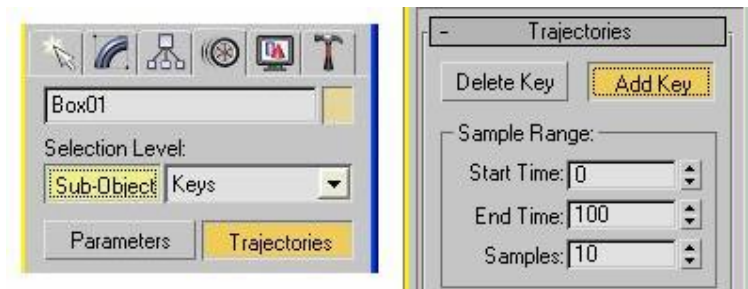 Box01
Selection Level:
Sub-Object Keys
Parameters Trajectories
- Trajectories
Delete Key Add Key
Sample Range:
Start Time: 0
End Time: 100
Samples: 10